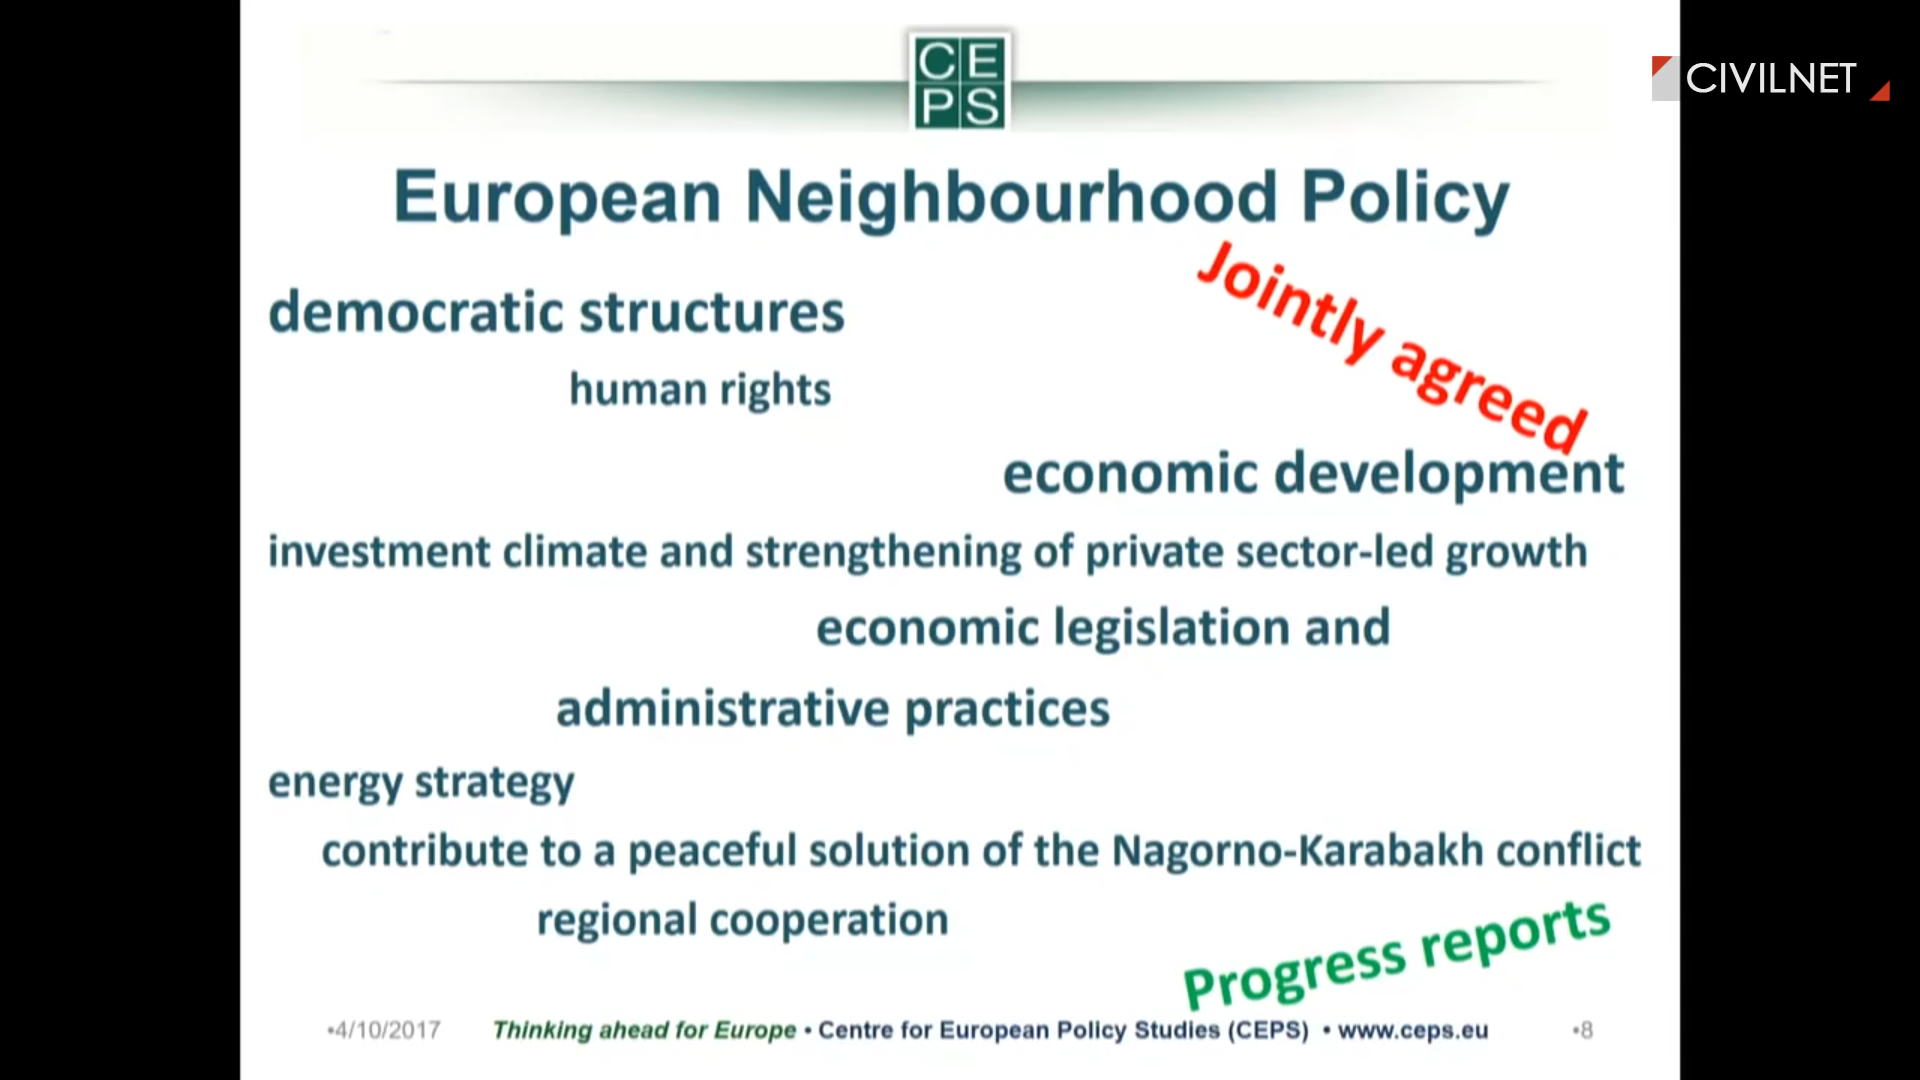 CE
PS
CIVILNET
European Neighbourhood Policy
Jointly agreed
democratic structures
human rights
economic development
investment climate and strengthening of private sector-led growth
economic legislation and
administrative practices
energy strategy
contribute to a peaceful solution of the Nagorno-Karabakh conflict
regional cooperation
Progress reports
•4/10/2017 Thinking ahead for Europe • Centre for European Policy Studies (CEPS) • www.ceps.eu •8